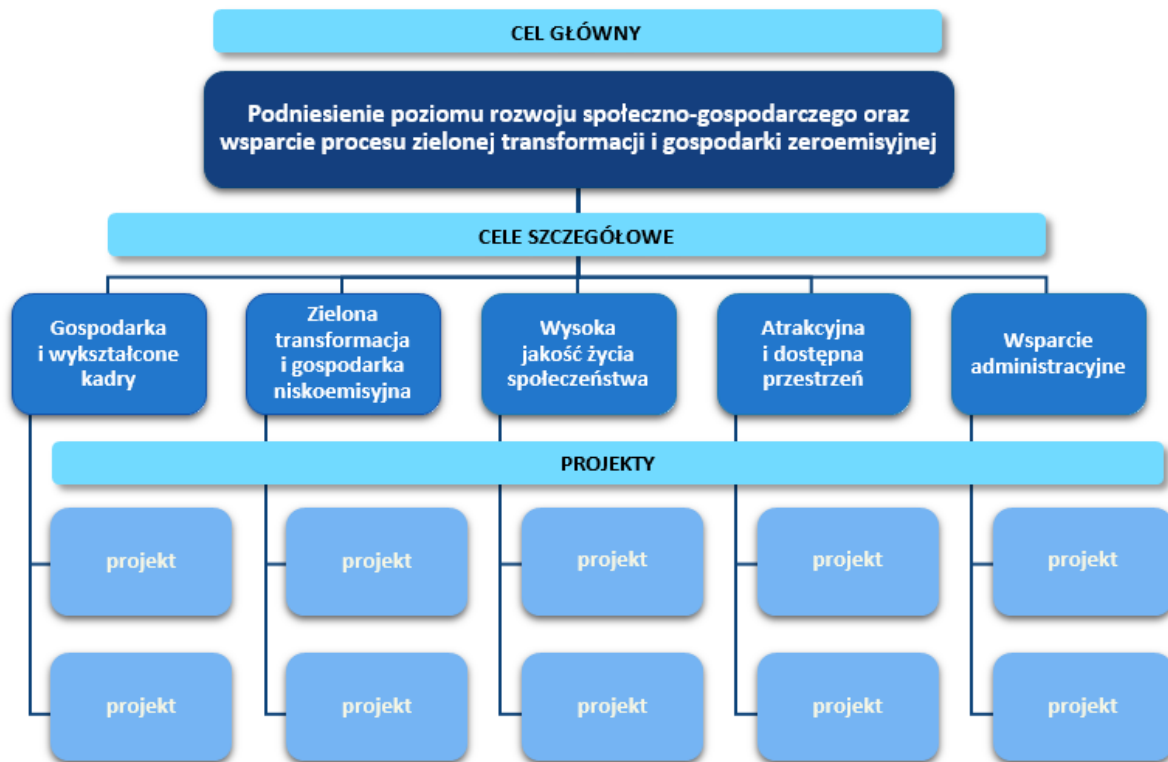 CEL GŁÓWNY
Podniesienie poziomu rozwoju społeczno-gospodarczego oraz
wsparcie procesu zielonej transformacji i gospodarki zeroemisyjnej
CELE SZCZEGÓŁOWE
Gospodarka
i wykształcone
kadry
Zielona
transformacja
i gospodarka
niskoemisyjna
Wysoka
jakość życia
społeczeństwa
Atrakcyjna
i dostępna
przestrzeń
Wsparcie
administracyjne
PROJEKTY
projekt
projekt
projekt
projekt
projekt
projekt
projekt
projekt
projekt
projekt